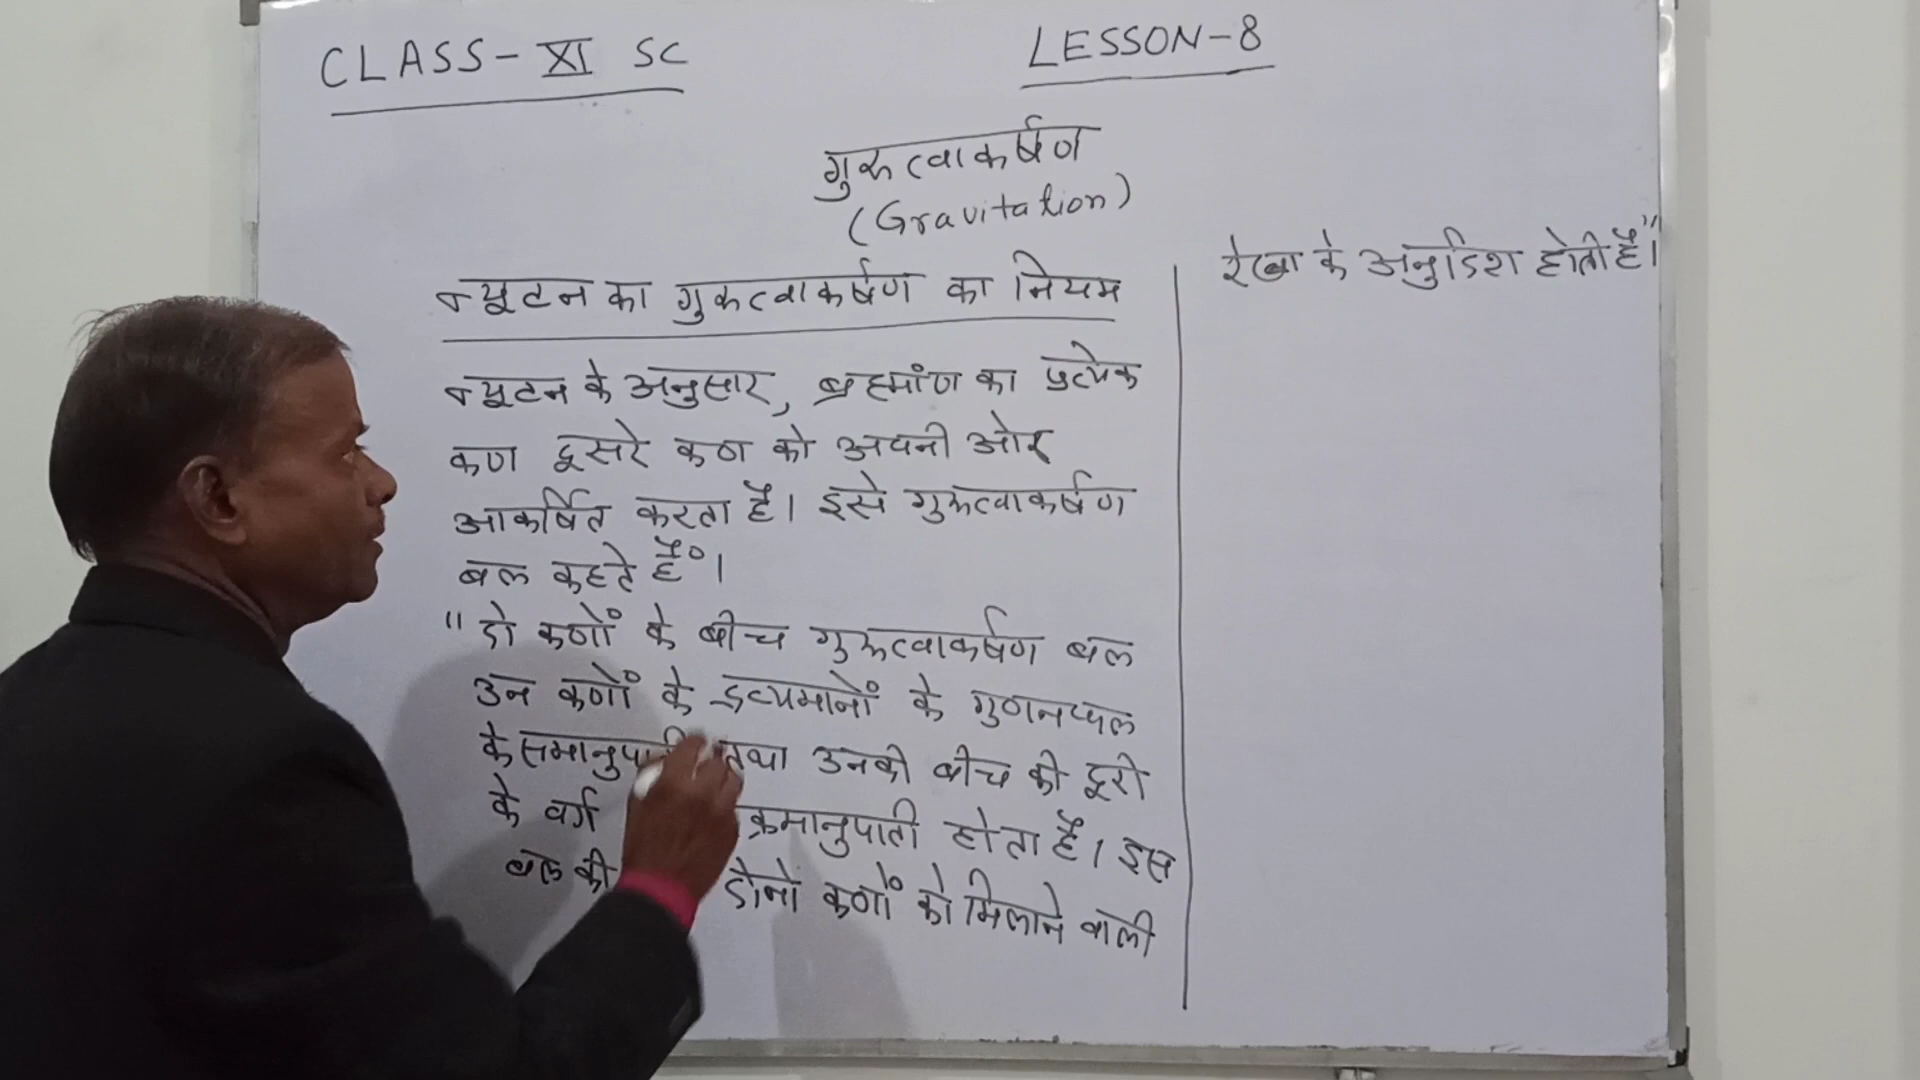 CLASS-XI SC
LESSON-8
गुरुत्वाकर्षण
(Gravitation)
न्यूटन का गुरुत्वाकर्षण का नियम
न्यूटन के अनुसार, ब्रह्मांण का प्रत्येक
कण दूसरे कण को अपनी ओर
आकर्षित करता है। इसे गुरुत्वाकर्षण
बल कहते हैं।
"दो कणों के बीच गुरुत्वाकर्षण बल
उन कणों के द्रव्यमानों के गुणनफल
के तथा उनकी बीच की दूरी
के वर्ग होता है। इस
बल की दोनों कणों को मिलाने वाली
रेखा के अनुदिश होती है।"